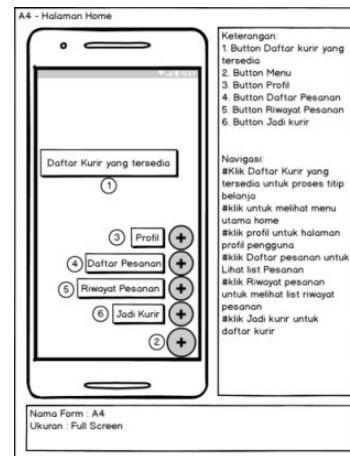 A4 - Halaman Home
Daftar Kurir yang tersedia
1
3 Profil +
4 Daftar Pesanan +
5 Riwayat Pesanan +
6 Jadi Kurir +
2 +
Keterangan:
1. Button Daftar kurir yang
tersedia
2. Button Menu
3. Button Profil
4. Button Daftar Pesanan
5. Button Riwayat Pesanan
6. Button Jadi kurir
Navigasi:
#Klik Daftar Kurir yang
tersedia untuk proses titip
belanja
#klik untuk melihat menu
utama home
#klik profil untuk halaman
profil pengguna
#klik Daftar pesanan untuk
Lihat list Pesanan
#klik Riwayat pesanan
untuk melihat list riwayat
pesanan
#klik Jadi kurir untuk
daftar kurir
Nama Form : A4
Ukuran : Full Screen